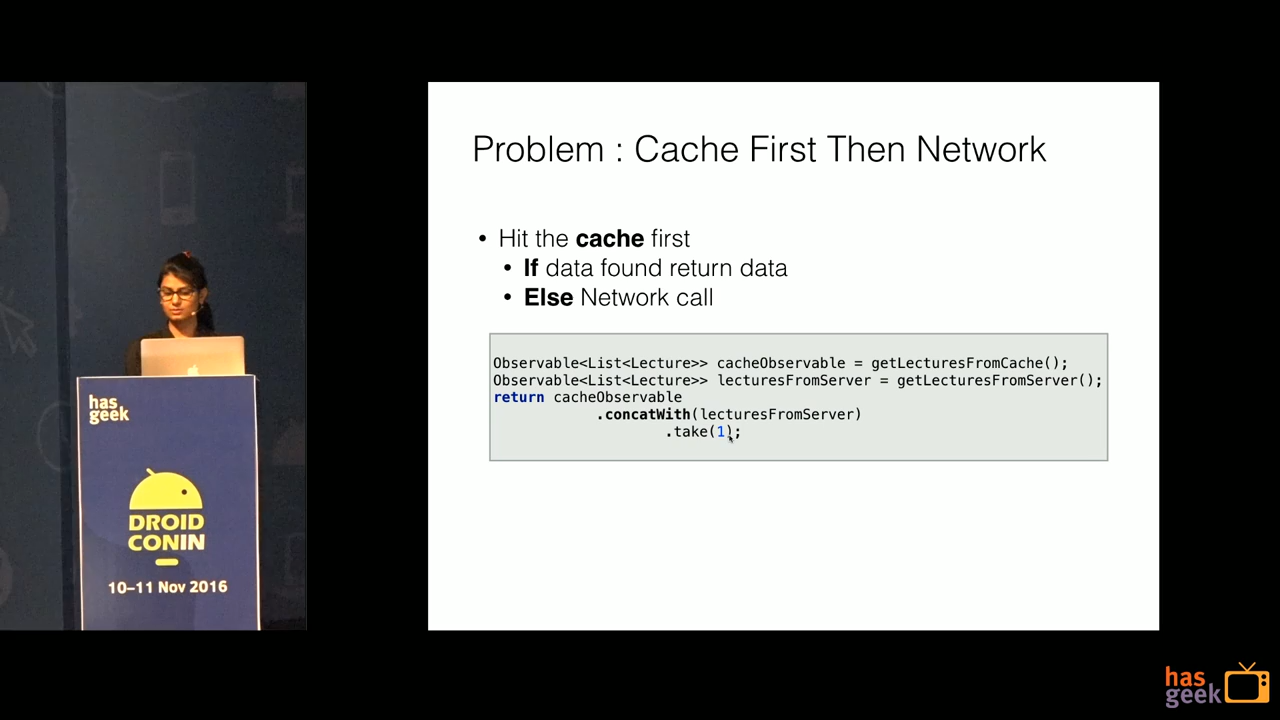 Problem : Cache First Then Network
• Hit the cache first
• If data found return data
• Else Network call
Observable<List<Lecture>> cacheObservable = getLecturesFromCache();
Observable<List<Lecture>> lecturesFromServer = getLecturesFromServer();
return cacheObservable
.concatWith(lecturesFromServer)
.take(1);
has
geek
DROID
CONIN
10–11 Nov 2016
has
geek